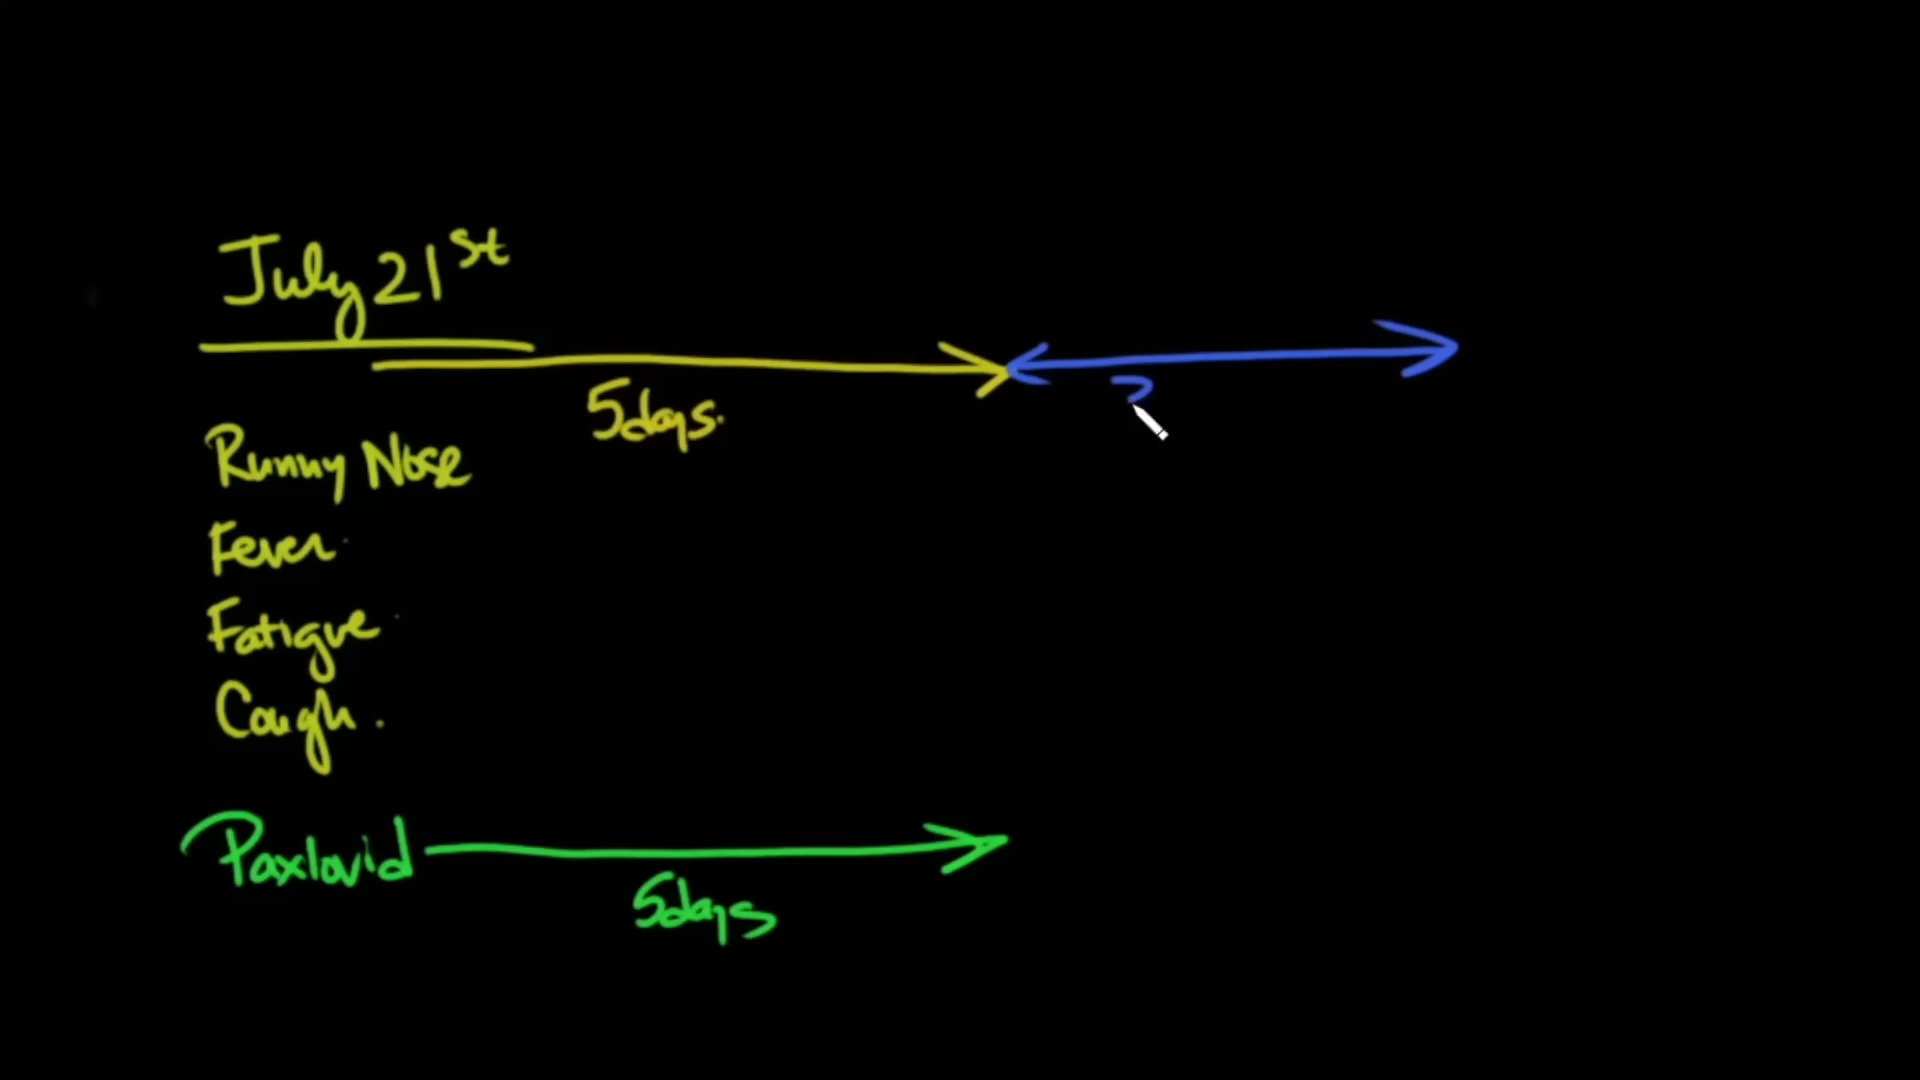 July 21st
5days.
Runny Nose
Fever
Fatigue
Cough.
Paxlovid
5days